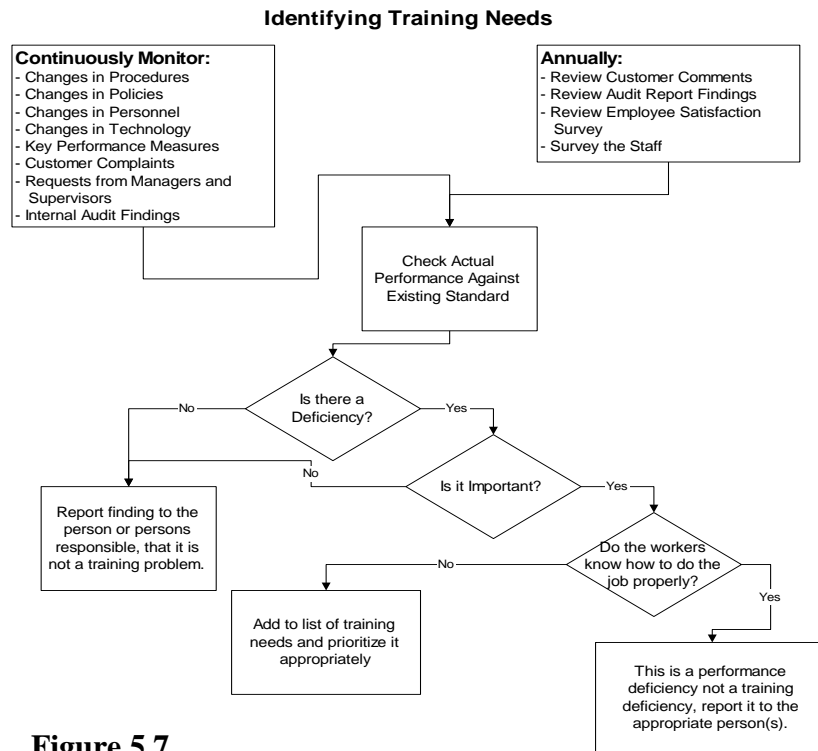 Identifying Training Needs
Continuously Monitor:
- Changes in Procedures
- Changes in Policies
- Changes in Personnel
- Changes in Technology
- Key Performance Measures
- Customer Complaints
- Requests from Managers and
Supervisors
- Internal Audit Findings
Annually:
- Review Customer Comments
- Review Audit Report Findings
- Review Employee Satisfaction
Survey
- Survey the Staff
Check Actual
Performance Against
Existing Standard
Is there a
Deficiency?
No
Yes
Is it Important?
No
Yes
Report finding to the
person or persons
responsible, that it is
not a training problem.
Do the workers
know how to do the
job properly?
No
Yes
Add to list of training
needs and prioritize it
appropriately
This is a performance
deficiency not a training
deficiency, report it to the
appropriate person(s).
Figure 5.7